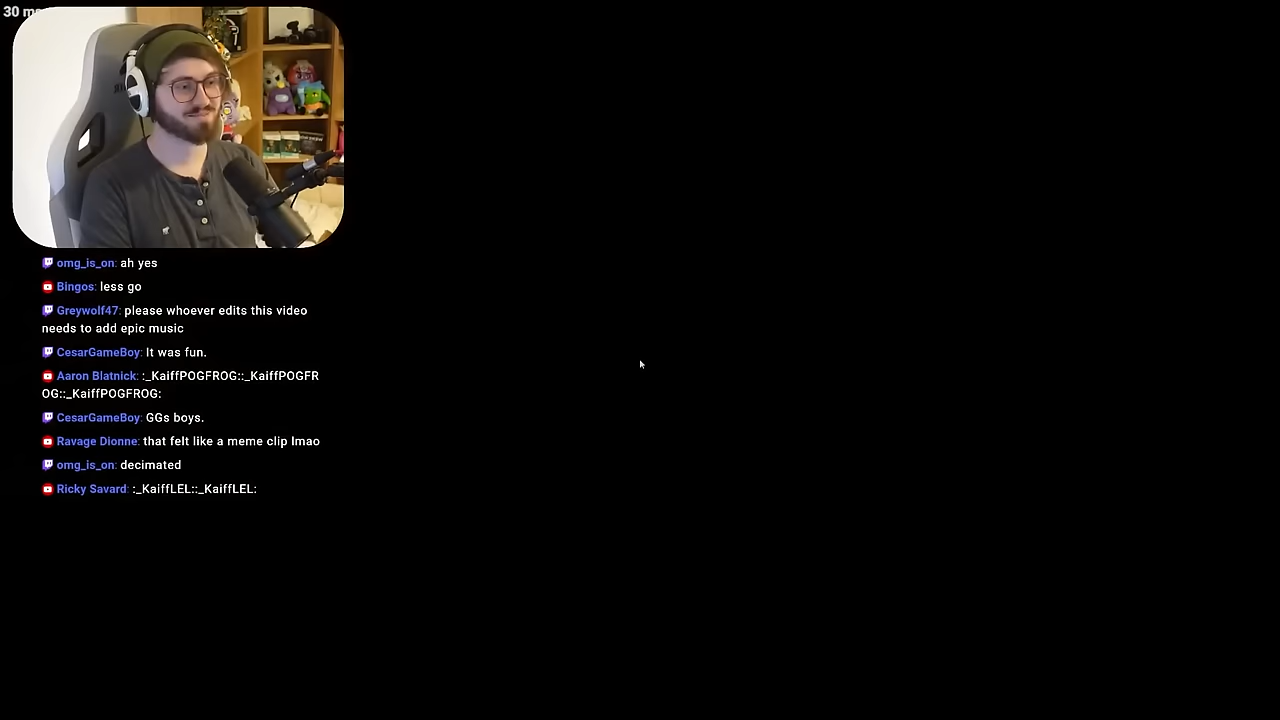 30 ms
omg_is_on: ah yes
Bingos: less go
Greywolf47: please whoever edits this video
needs to add epic music
CesarGameBoy: It was fun.
Aaron Blatnick: :_KaiffPOGFROG::_KaiffPOGFR
OG::_KaiffPOGFROG:
CesarGameBoy: GGs boys.
Ravage Dionne: that felt like a meme clip lmao
omg_is_on: decimated
Ricky Savard: :_KaiffLEL::_KaiffLEL: